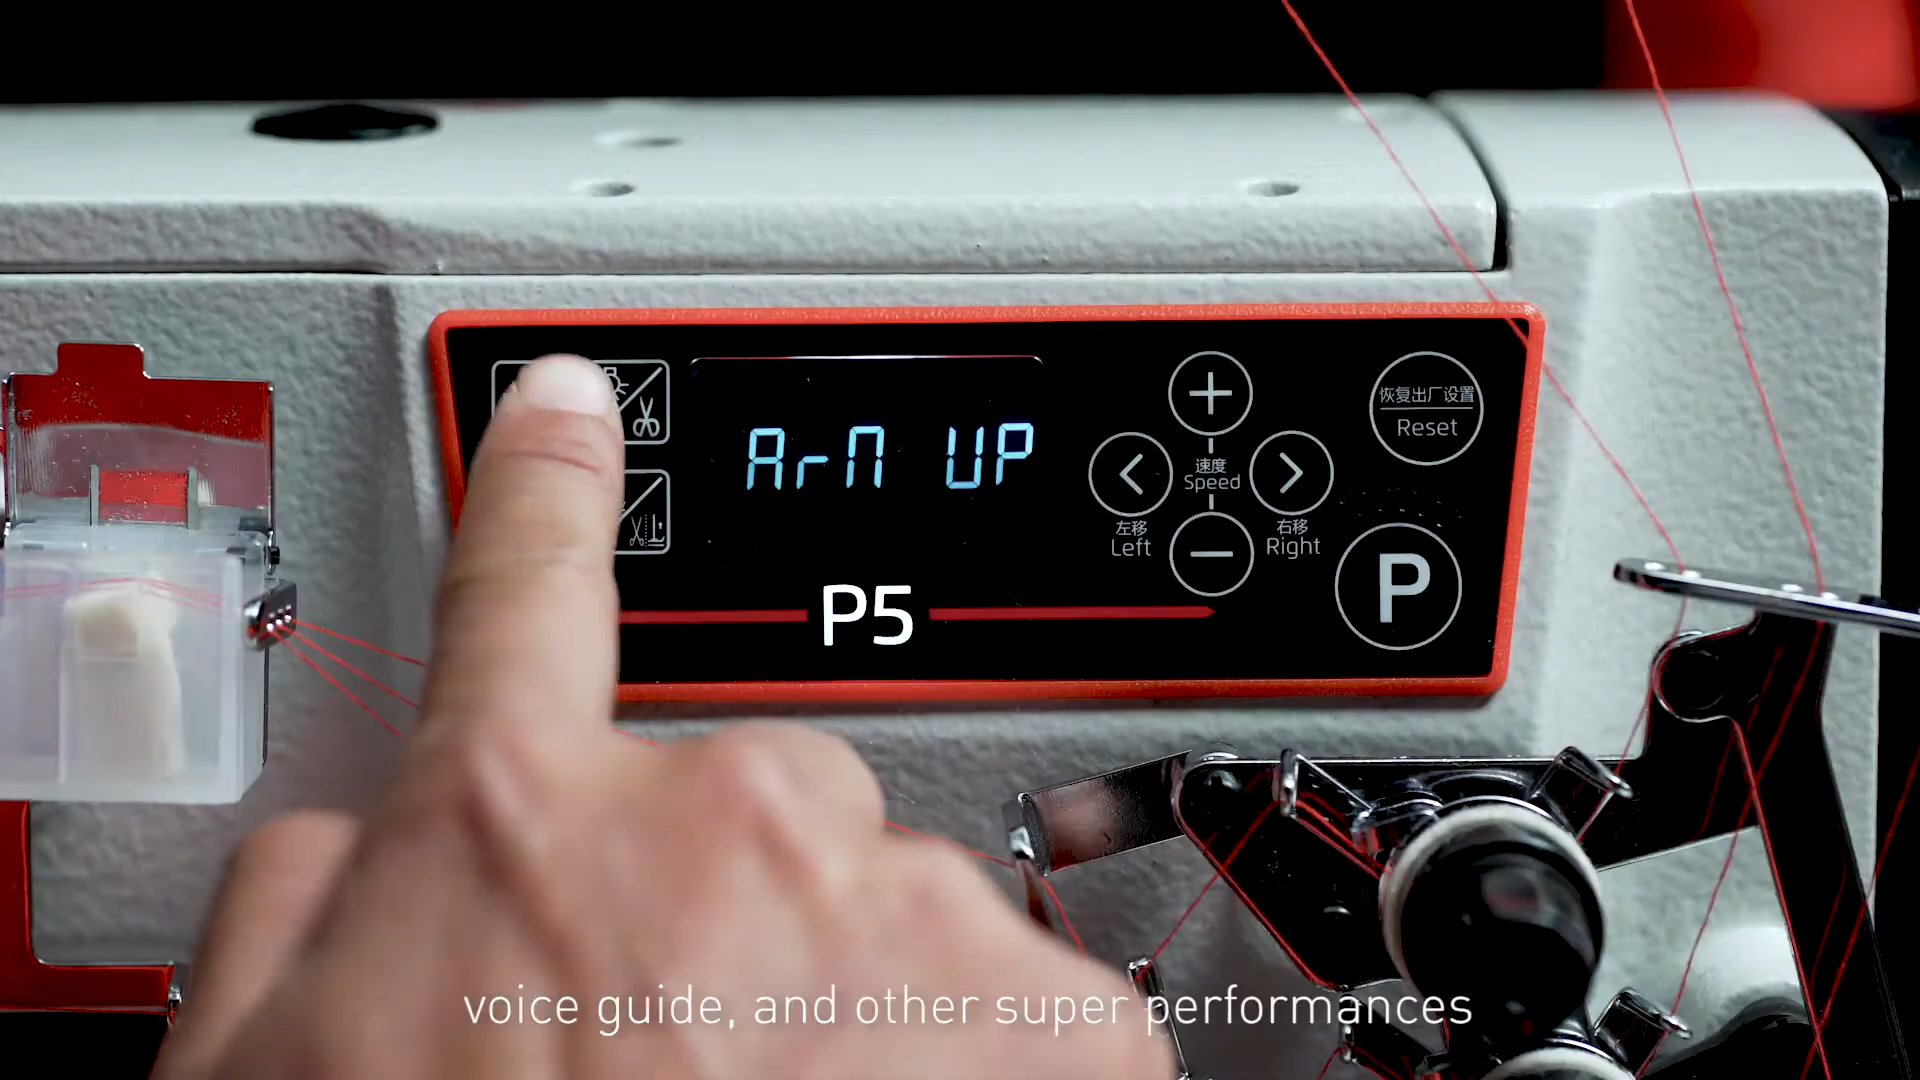 ArM UP
恢复出厂设置
Reset
速度
Speed
左移
Left
右移
Right
P5
P
voice guide, and other super performances